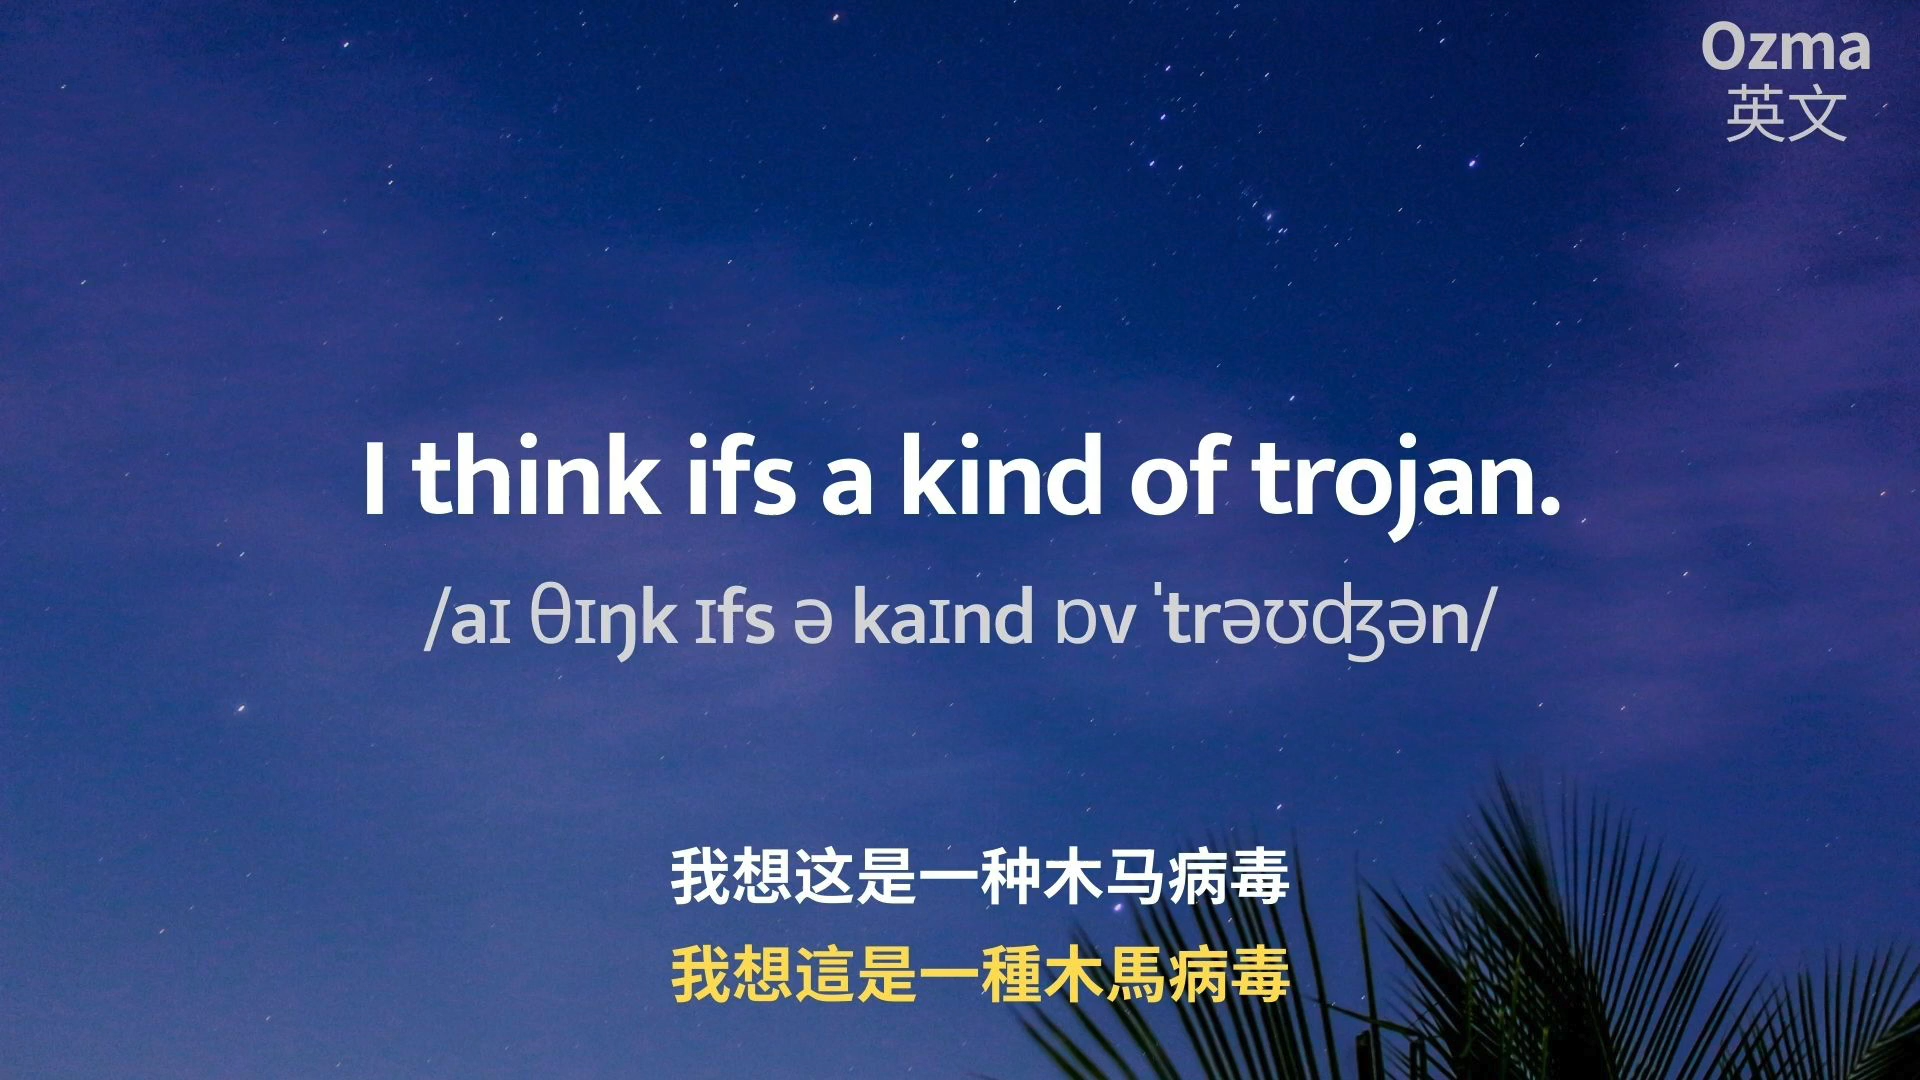 Ozma
英文
I think ifs a kind of trojan.
/aɪ θɪŋk ɪfs ə kaɪnd ɒv ˈtrəʊʤən/
我想这是一种木马病毒
我想這是一種木馬病毒